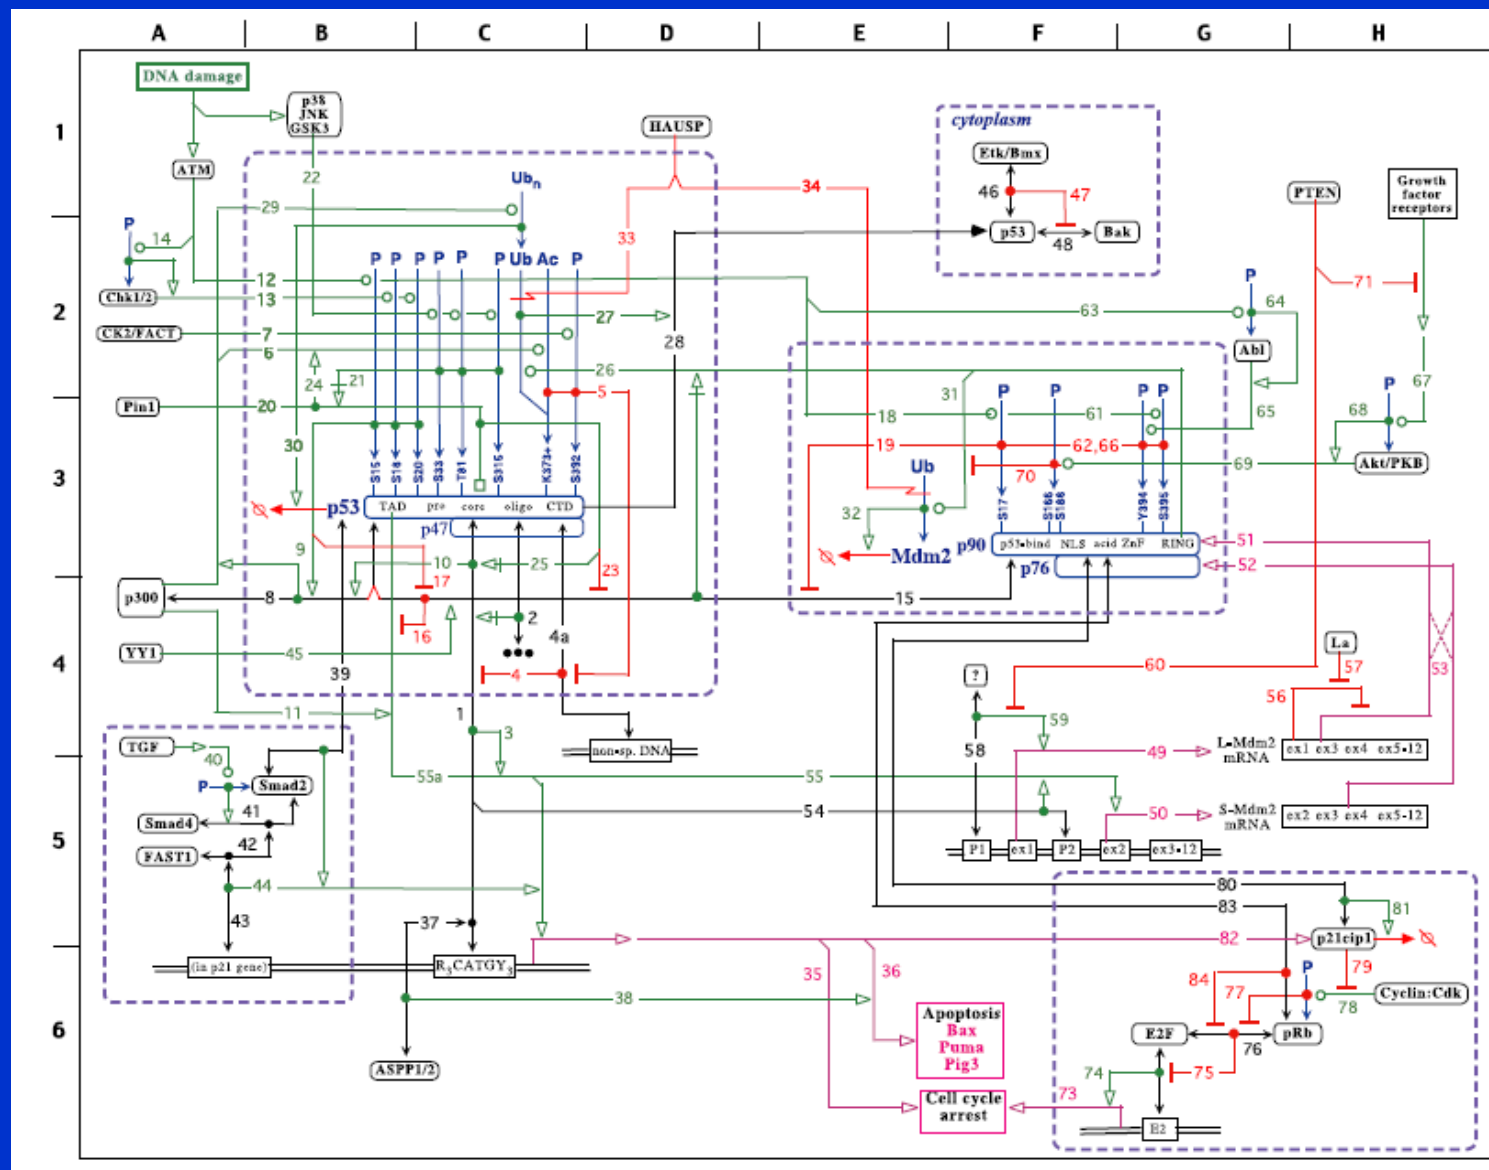 A B C D E F G H
1
2
3
4
5
6
DNA damage
p38
JNK
GSK3
ATM
22
HAUSP
cytoplasm
Etk/Bmx
46
47
p53
48
Bak
PTEN
Growth
factor
receptors
Ubn
29
34
33
P
14
12
13
Chk1/2
P P P P P P Ub Ac P
CK2/FACT
7
6
27
28
63
P
64
71
Abl
24
21
26
5
Pin1
20
30
31
18
P P P P
61
65
P
67
68
19
62,66
70
69
Akt/PKB
Ub
32
S15 S18 S20 S33 T81 S315 K373+ S392
p53
TAD pro core oligo CTD
p47
S17 S166 S186 Y394 S395
Mdm2
p90
p53-bind NLS acid ZnF RING
p76
51
52
9
10
25
23
17
p300
8
15
16
2
4a
YY1
45
39
4
11
1
3
non-sp. DNA
?
59
58
60
La
57
56
53
49
L-Mdm2
mRNA
ex1 ex3 ex4 ex5-12
TGF
40
P
Smad2
41
Smad4
42
FAST1
44
43
(in p21 gene)
55a
55
54
50
S-Mdm2
mRNA
ex2 ex3 ex4 ex5-12
P1 ex1 P2 ex2 ex3-12
37
R3CATGY3
38
ASPP1/2
35
36
Apoptosis
Bax
Puma
Pig3
Cell cycle
arrest
80
83
81
82
p21cip1
79
84
77
P
78
Cyclin:Cdk
E2F
76
pRb
74
75
73
E2